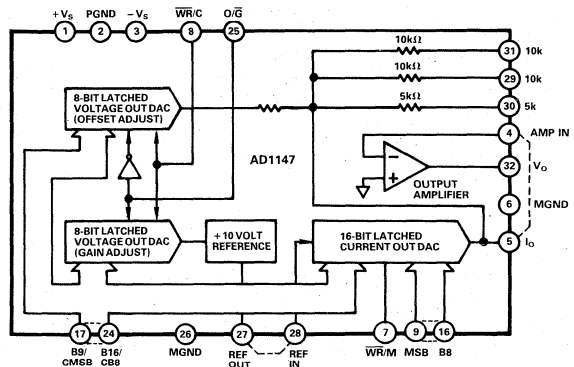 +VS PGND −VS WR/C O/G
1 2 3 8 25
10kΩ 31 10k
10kΩ 29 10k
5kΩ 30 5k
8-BIT LATCHED
VOLTAGE OUT DAC
(OFFSET ADJUST)
4 AMP IN
AD1147
− +
32 VO
OUTPUT
AMPLIFIER
6 MGND
8-BIT LATCHED
VOLTAGE OUT DAC
(GAIN ADJUST)
+10 VOLT
REFERENCE
16-BIT LATCHED
CURRENT OUT DAC
5 IO
17 24 26 27 28 7 9 16
B9/ B16/ MGND REF REF WR/M MSB B8
CMSB CB8 OUT IN